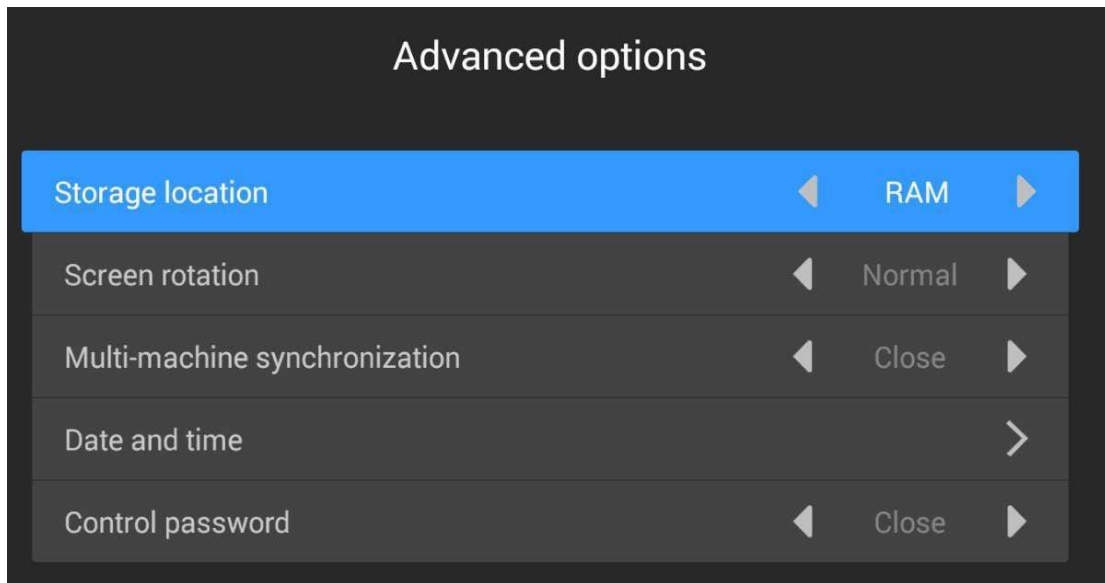 Advanced options
Storage location RAM
Screen rotation Normal
Multi-machine synchronization Close
Date and time
Control password Close